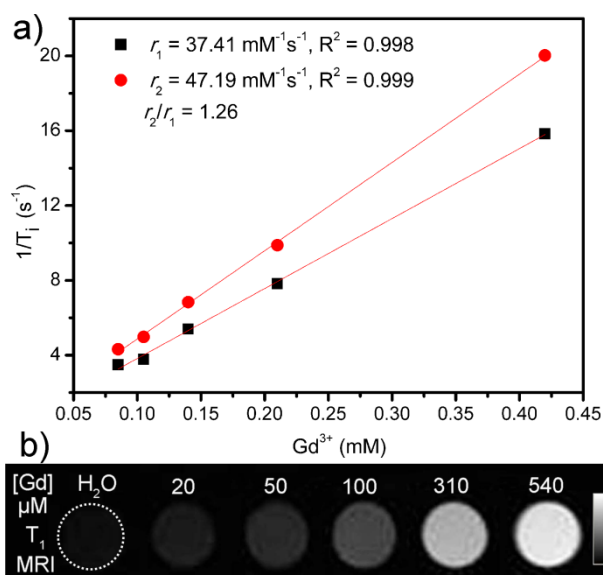 a)
20
16
12
8
4
1/Tᵢ (s⁻¹)
r₁ = 37.41 mM⁻¹s⁻¹, R² = 0.998
r₂ = 47.19 mM⁻¹s⁻¹, R² = 0.999
r₂/r₁ = 1.26
0.05 0.10 0.15 0.20 0.25 0.30 0.35 0.40 0.45
Gd³⁺ (mM)
b)
[Gd] H₂O 20 50 100 310 540
μM
T₁
MRI